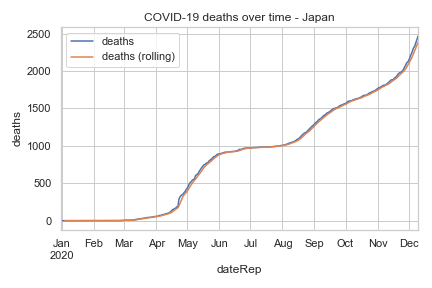 COVID-19 deaths over time - Japan
deaths
deaths (rolling)
2500
2000
1500
1000
500
0
deaths
Jan Feb Mar Apr May Jun Jul Aug Sep Oct Nov Dec
2020
dateRep